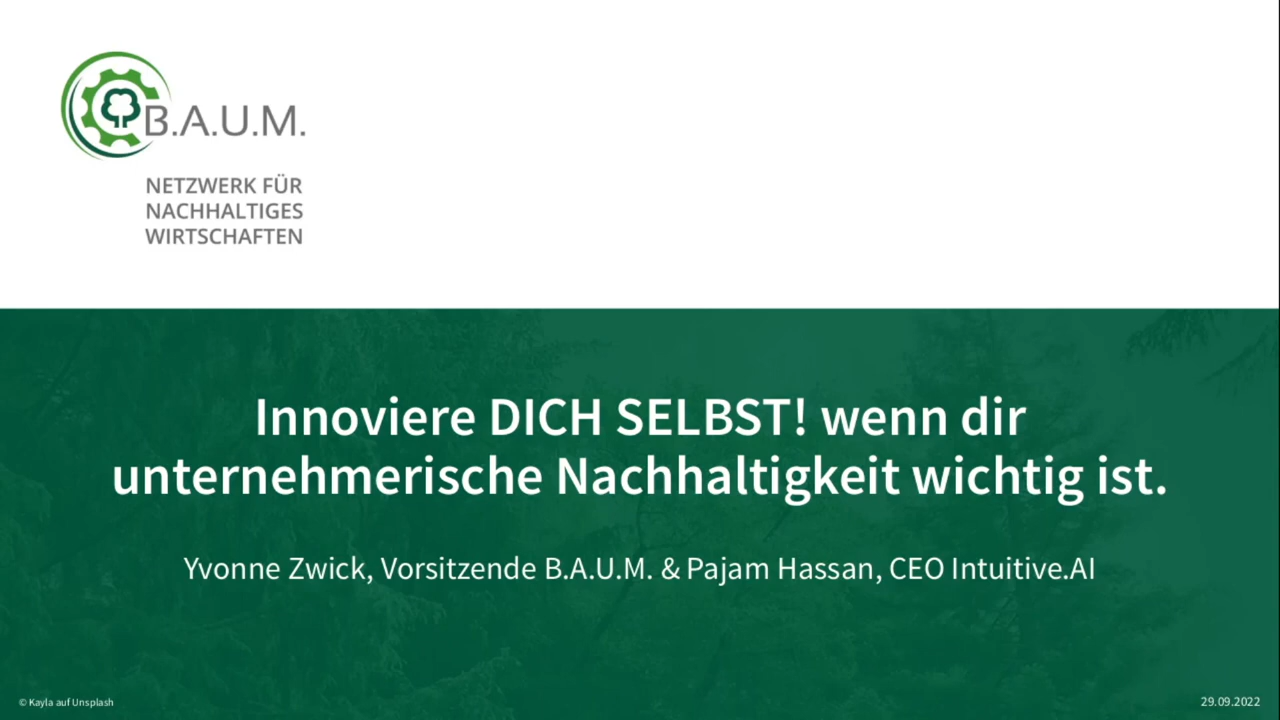 B.A.U.M.
NETZWERK FÜR
NACHHALTIGES
WIRTSCHAFTEN
Innoviere DICH SELBST! wenn dir
unternehmerische Nachhaltigkeit wichtig ist.
Yvonne Zwick, Vorsitzende B.A.U.M. & Pajam Hassan, CEO Intuitive.AI
© Kayla auf Unsplash
29.09.2022